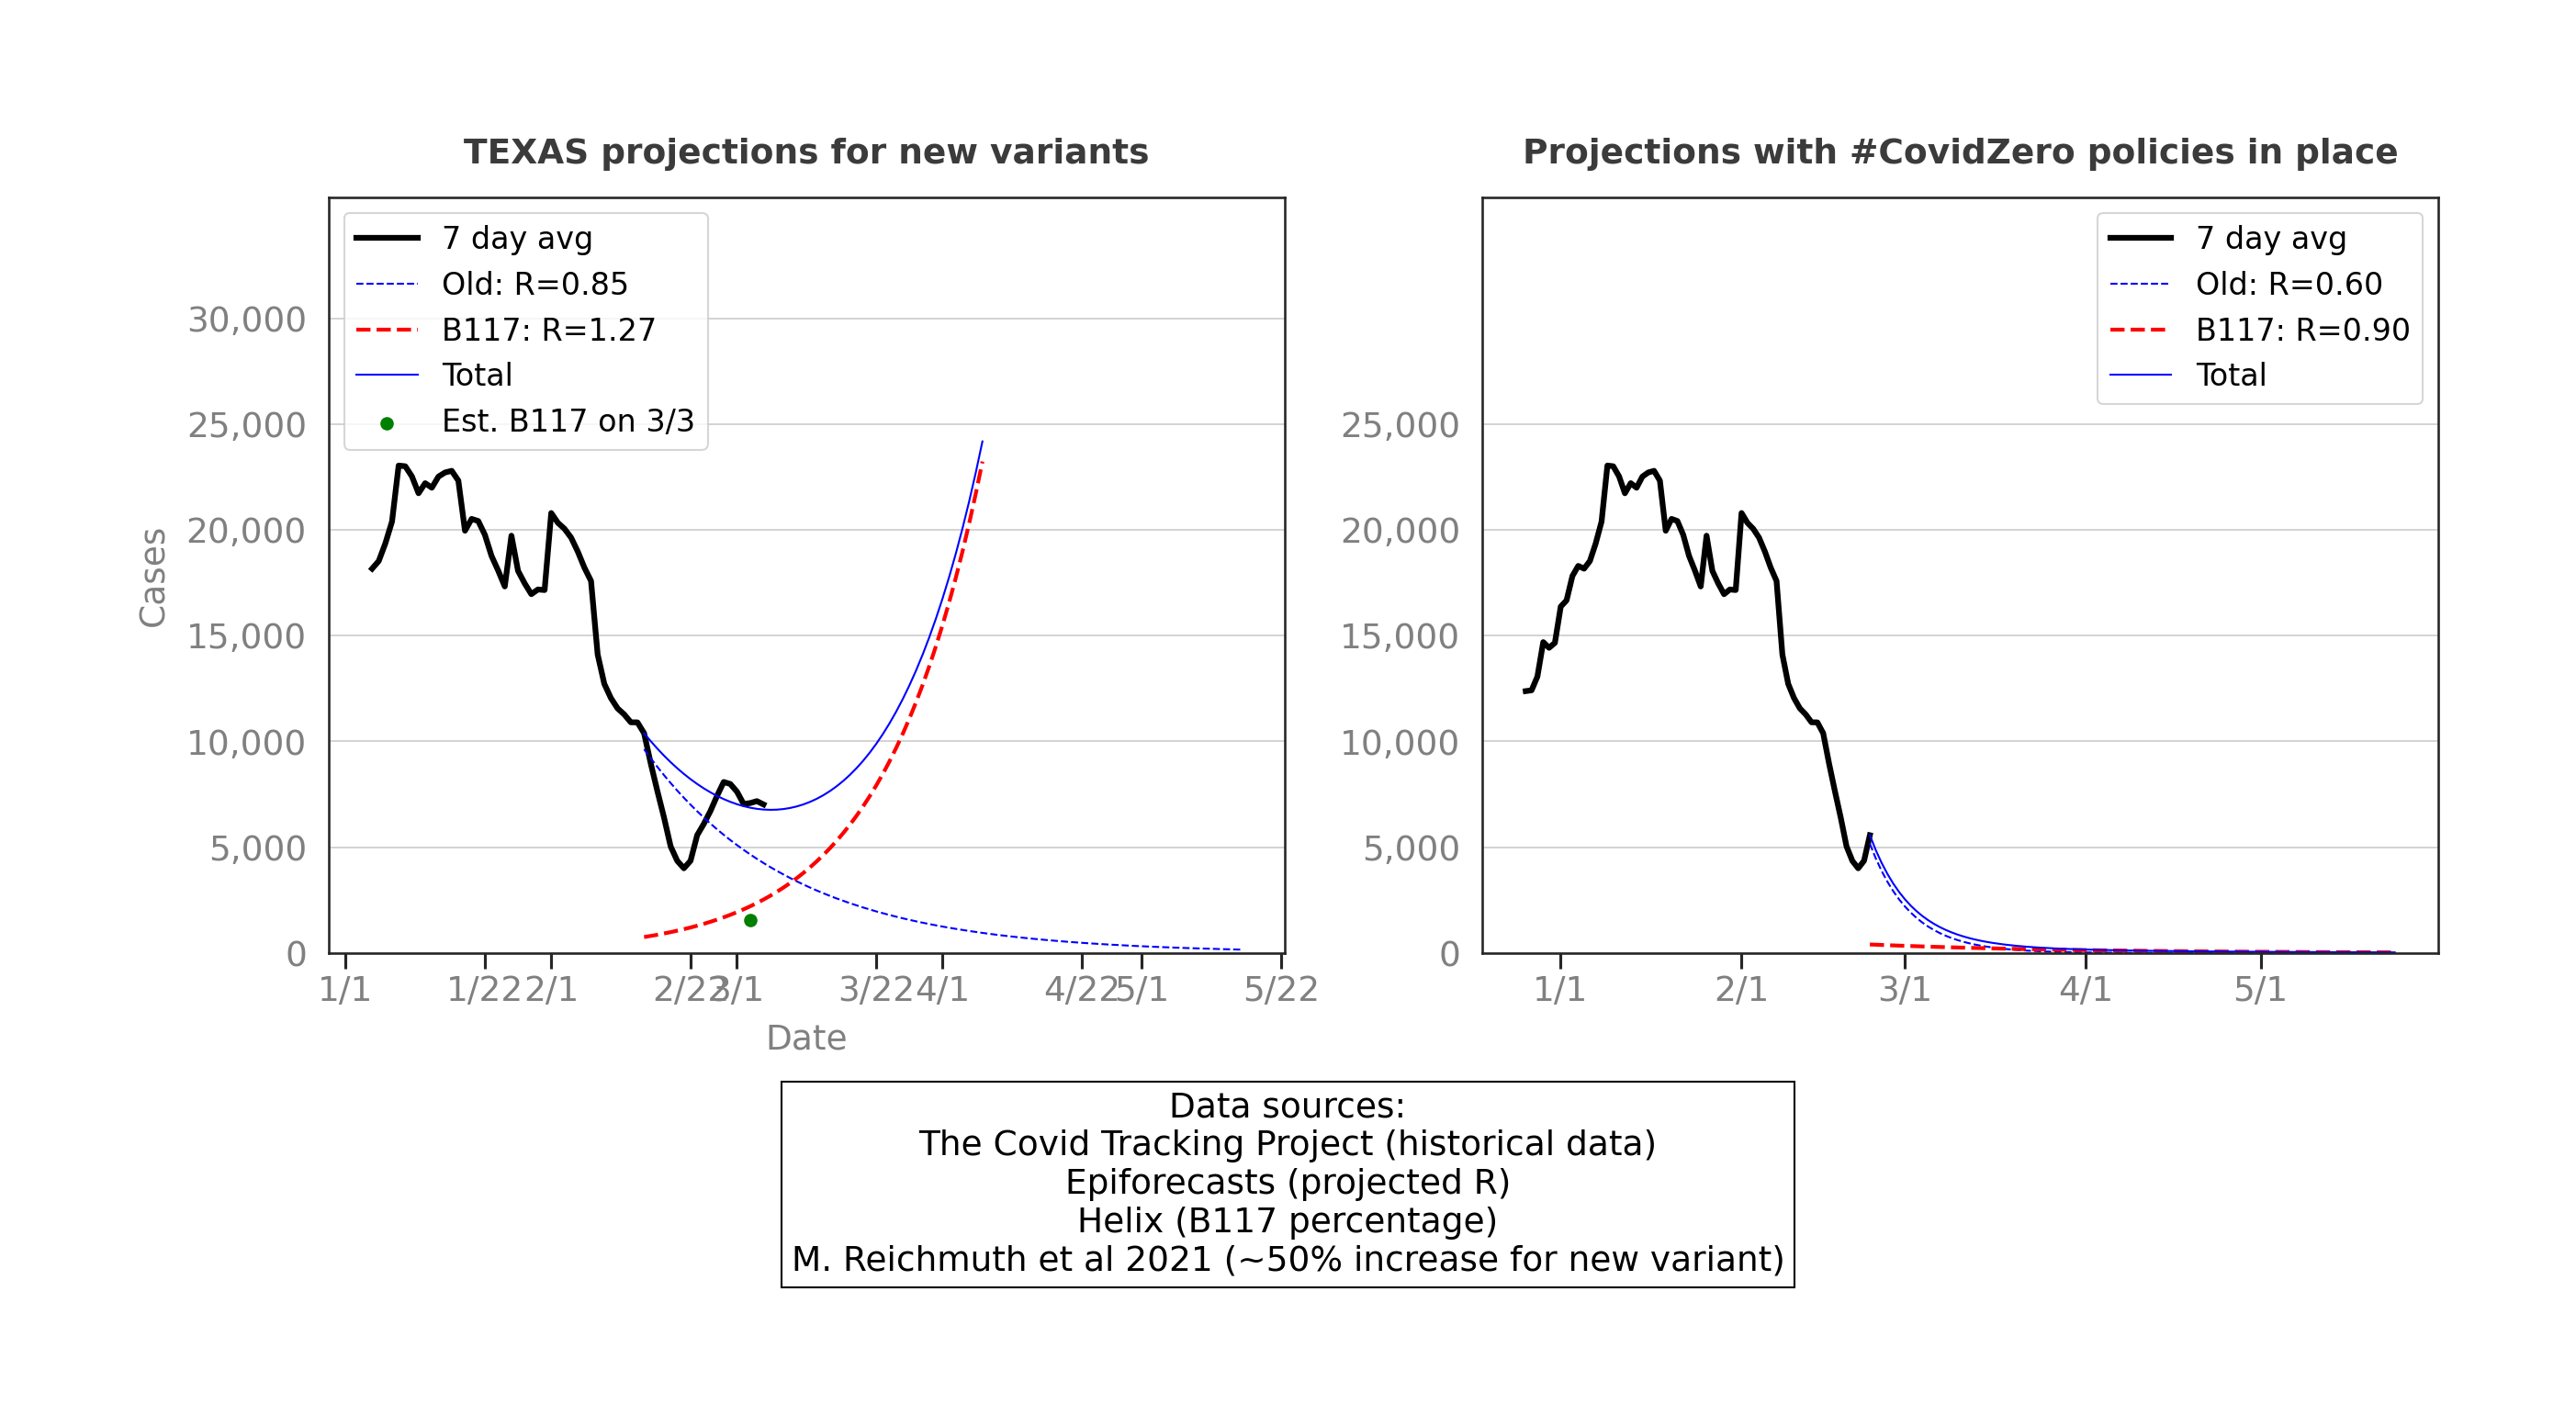 TEXAS projections for new variants
7 day avg
Old: R=0.85
B117: R=1.27
Total
Est. B117 on 3/3
30,000
25,000
20,000
15,000
10,000
5,000
0
Cases
1/1 1/22 2/1 2/22 3/1 3/22 4/1 4/22 5/1 5/22
Date
Projections with #CovidZero policies in place
7 day avg
Old: R=0.60
B117: R=0.90
Total
25,000
20,000
15,000
10,000
5,000
0
1/1 2/1 3/1 4/1 5/1
Data sources:
The Covid Tracking Project (historical data)
Epiforecasts (projected R)
Helix (B117 percentage)
M. Reichmuth et al 2021 (~50% increase for new variant)